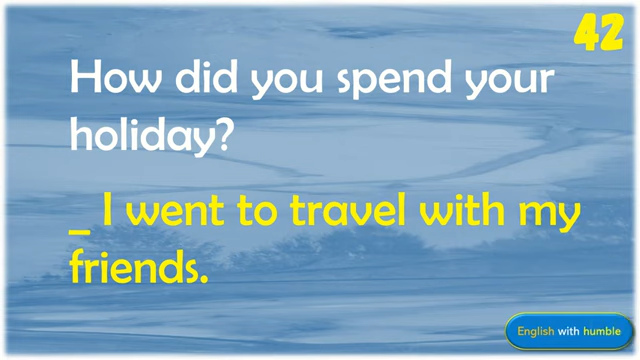 42
How did you spend your
holiday?
_ I went to travel with my
friends.
English with humble